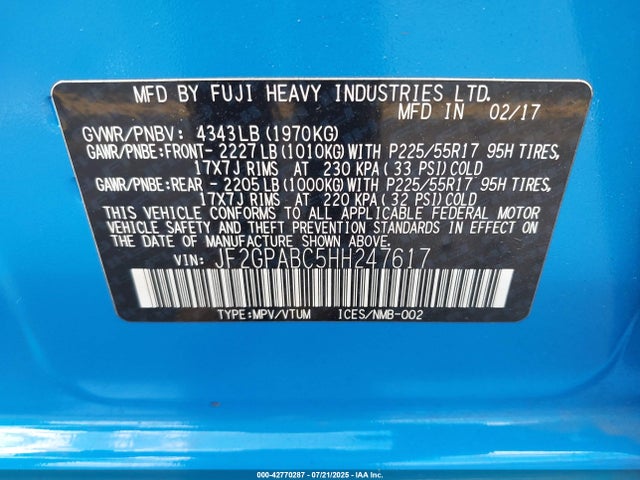 MFD BY FUJI HEAVY INDUSTRIES LTD.
MFD IN 02/17
GVWR/PNBV: 4343LB (1970KG)
GAWR/PNBE:FRONT- 2227LB (1010KG)WITH P225/55R17 95H TIRES,
17X7J RIMS AT 230 KPA (33 PSI)COLD
GAWR/PNBE:REAR - 2205LB (1000KG)WITH P225/55R17 95H TIRES,
17X7J RIMS AT 220 KPA (32 PSI)COLD
THIS VEHICLE CONFORMS TO ALL APPLICABLE FEDERAL MOTOR
VEHICLE SAFETY AND THEFT PREVENTION STANDARDS IN EFFECT ON
THE DATE OF MANUFACTURE SHOWN ABOVE.
VIN: JF2GPABC5HH247617
TYPE:MPV/VTUM ICES/NMB-002
000-42770287 - 07/21/2025 - IAA Inc.